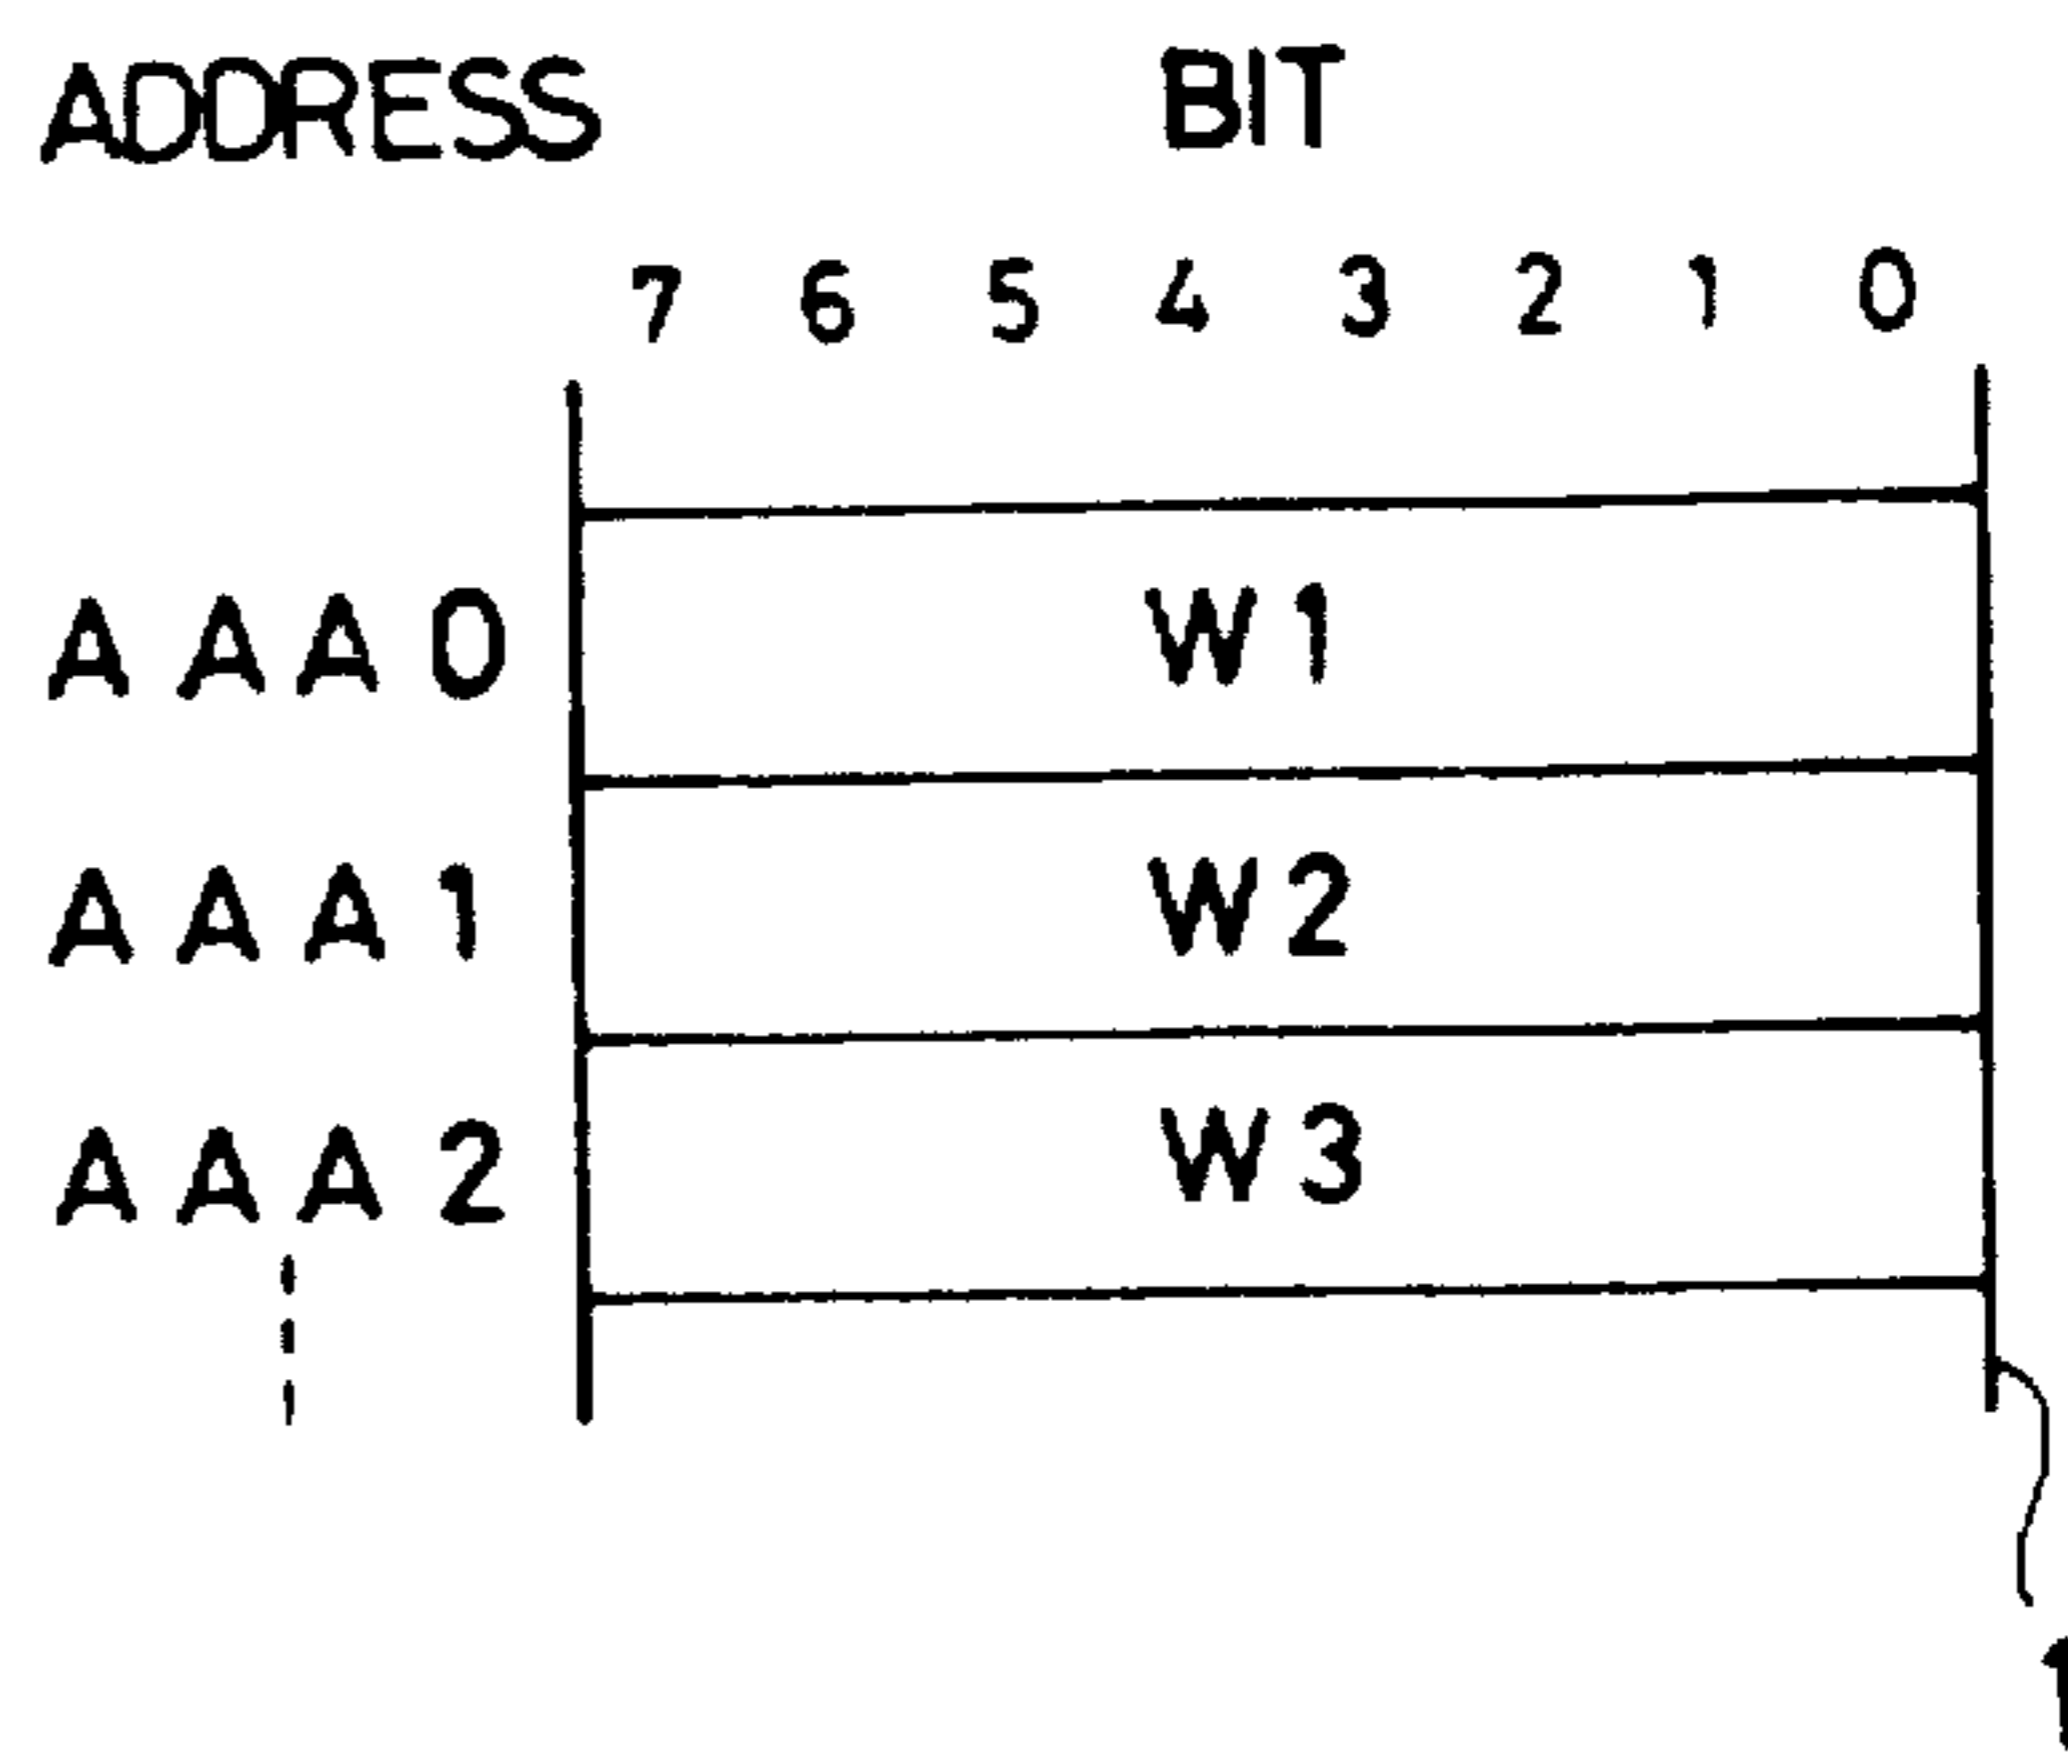 ADDRESS BIT
7 6 5 4 3 2 1 0
AAA0 W1
AAA1 W2
AAA2 W3